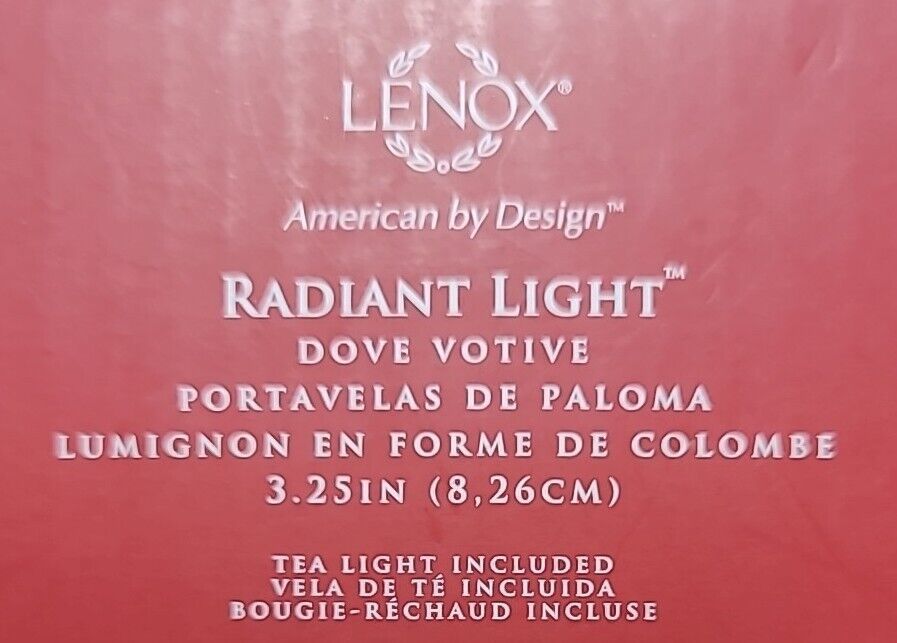 LENOX®
American by Design™
RADIANT LIGHT™
DOVE VOTIVE
PORTAVELAS DE PALOMA
LUMIGNON EN FORME DE COLOMBE
3.25IN (8,26CM)
TEA LIGHT INCLUDED
VELA DE TÉ INCLUIDA
BOUGIE-RÉCHAUD INCLUSE